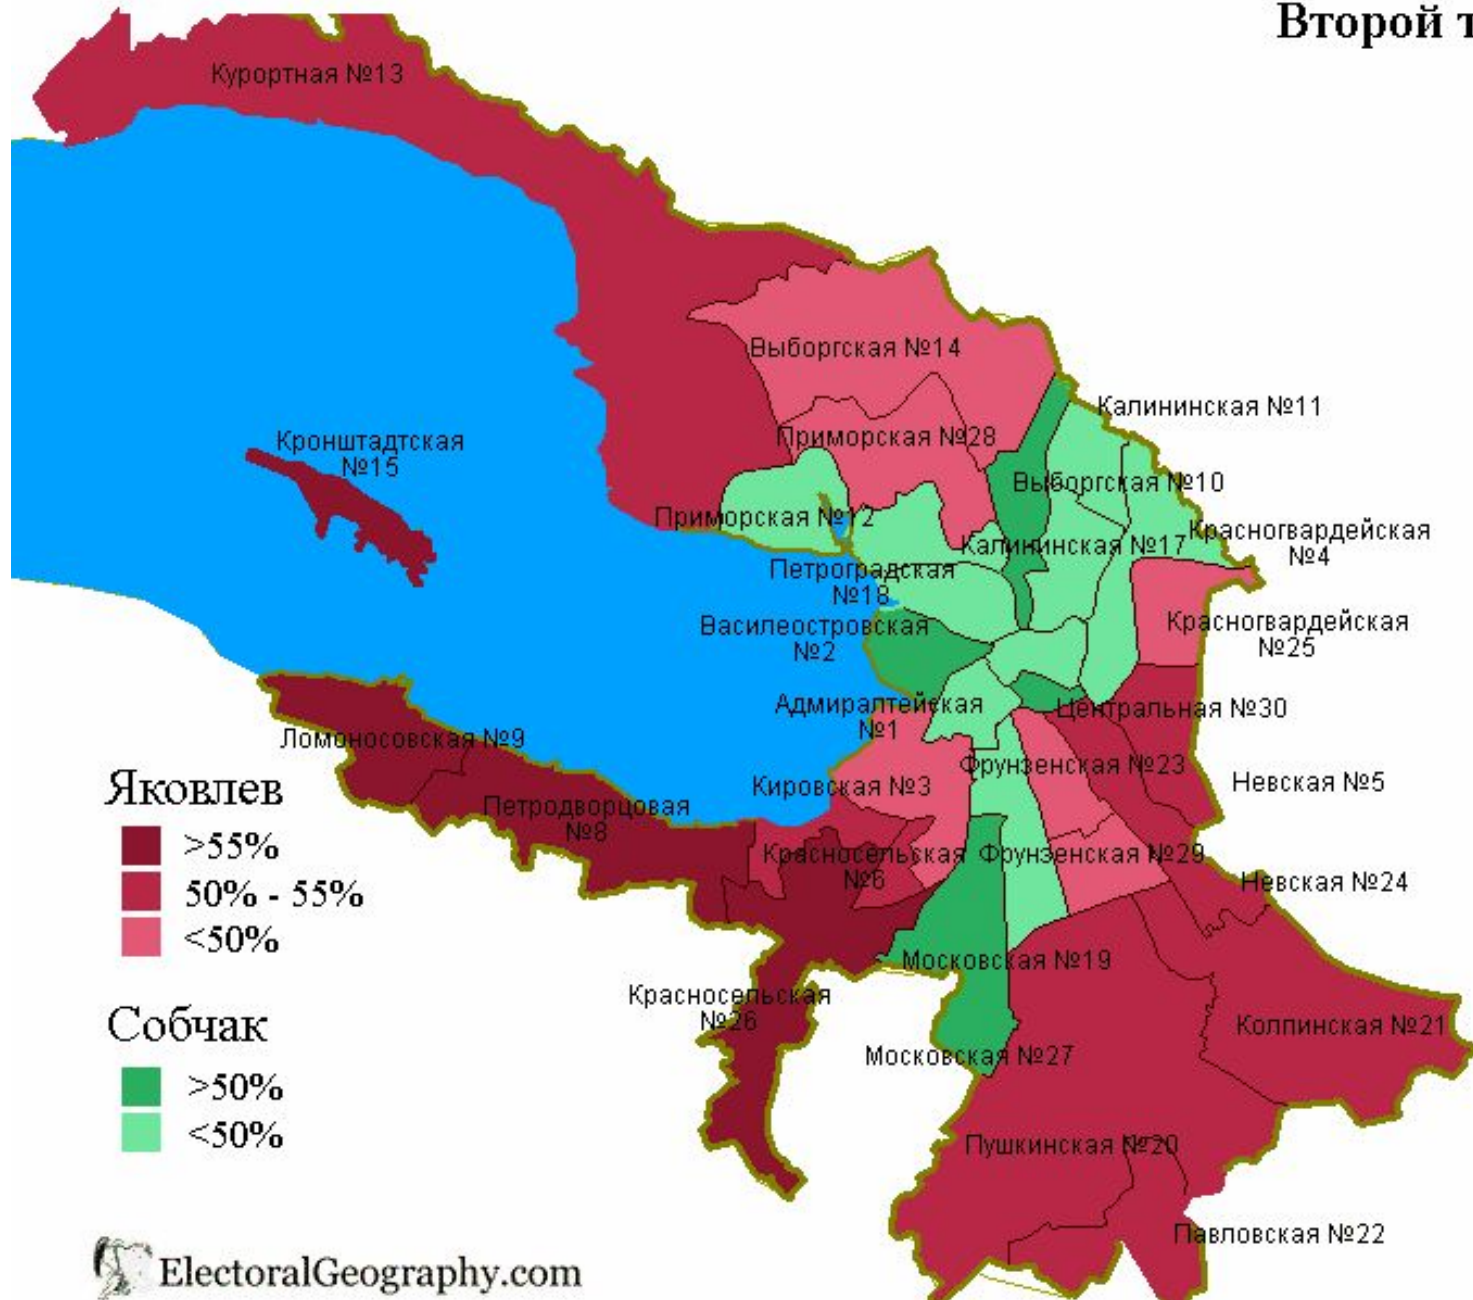 Второй т
Курортная №13
Выборгская №14
Калининская №11
Приморская №28
Кронштадтская
№15
Выборгская №10
Приморская №12
Красногвардейская
№4
Калининская №17
Петроградская
№18
Василеостровская
№2
Красногвардейская
№25
Адмиралтейская
№1
Центральная №30
Ломоносовская №9
Фрунзенская №23
Невская №5
Кировская №3
Петродворцовая
№8
Красносельская
№6
Фрунзенская №29
Невская №24
Московская №19
Красносельская
№26
Колпинская №21
Московская №27
Пушкинская №20
Павловская №22
Яковлев
>55%
50% - 55%
<50%
Собчак
>50%
<50%
ElectoralGeography.com